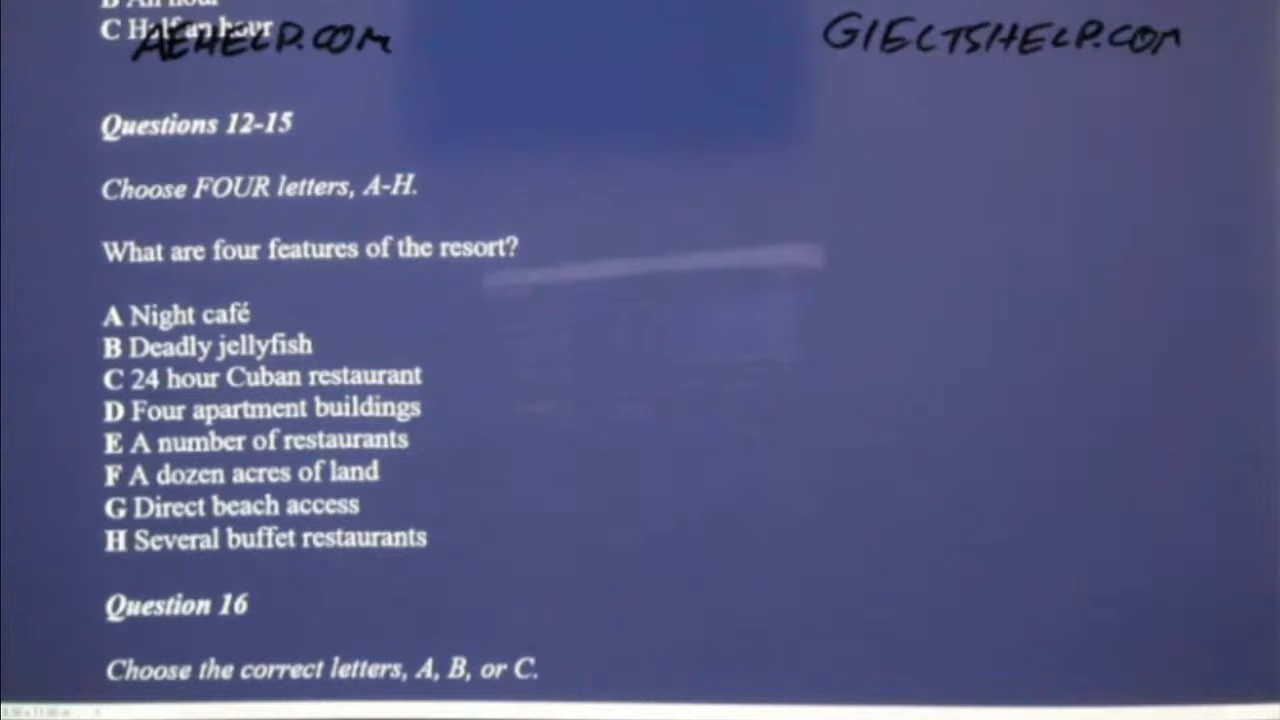 B An hour
C Half an hour
AEHELP.COM
GIELTSHELP.COM
Questions 12-15
Choose FOUR letters, A-H.
What are four features of the resort?
A Night café
B Deadly jellyfish
C 24 hour Cuban restaurant
D Four apartment buildings
E A number of restaurants
F A dozen acres of land
G Direct beach access
H Several buffet restaurants
Question 16
Choose the correct letters, A, B, or C.